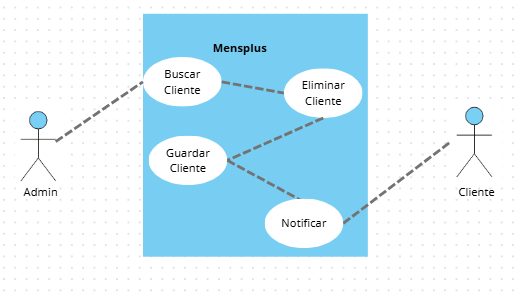 Mensplus
Buscar
Cliente
Eliminar
Cliente
Guardar
Cliente
Notificar
Admin
Cliente